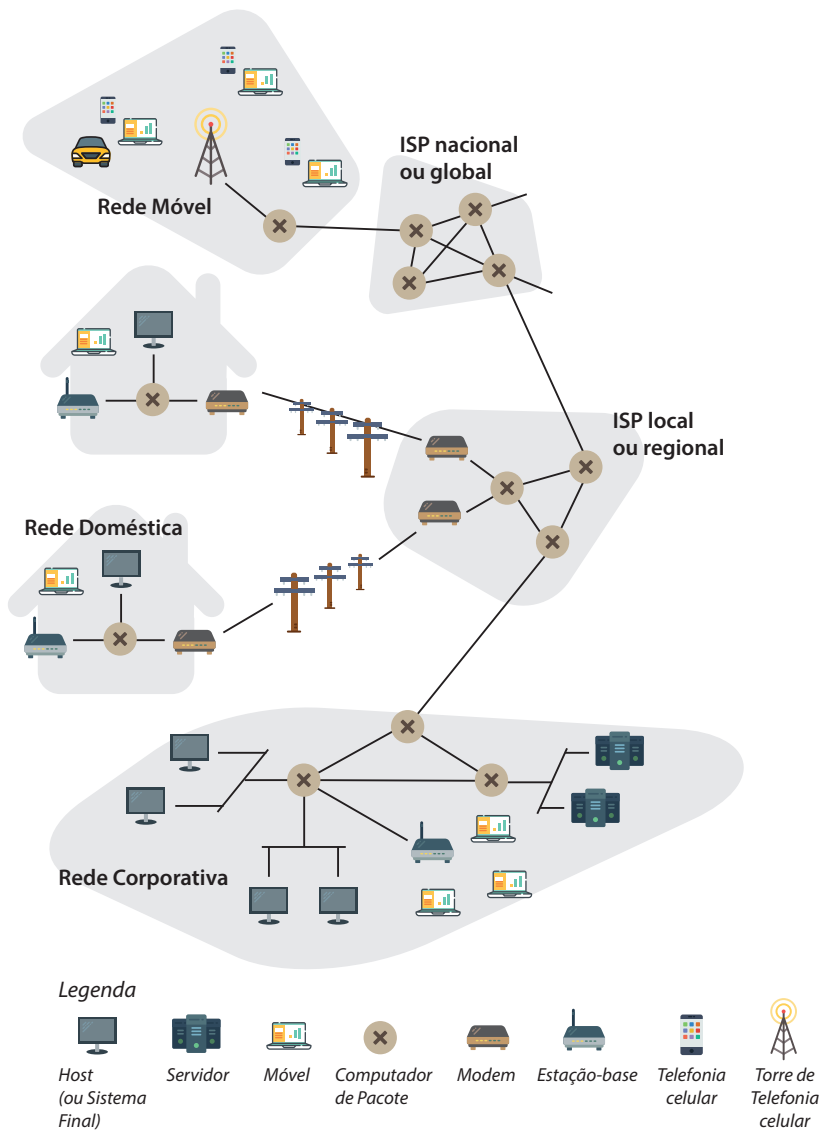 ISP nacional
ou global
Rede Móvel
ISP local
ou regional
Rede Doméstica
Rede Corporativa
Legenda
Host
(ou Sistema
Final)
Servidor
Móvel
Computador
de Pacote
Modem
Estação-base
Telefonia
celular
Torre de
Telefonia
celular